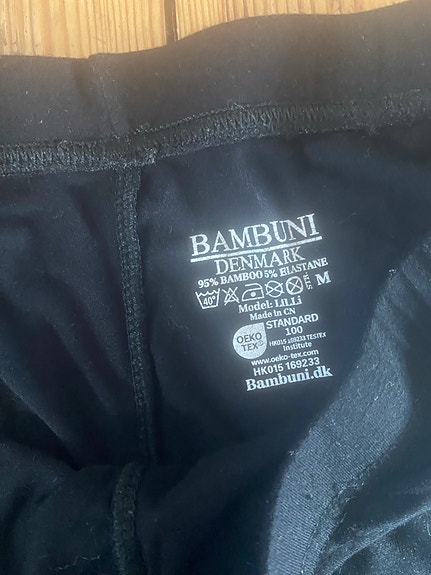 BAMBUNI
DENMARK
95% BAMBOO 5% ELASTANE
40° M
Model: LILLI
Made in CN
OEKO
TEX®
STANDARD
100
HK015 169233 TESTEX
Institute
www.oeko-tex.com
HK015 169233
Bambuni.dk